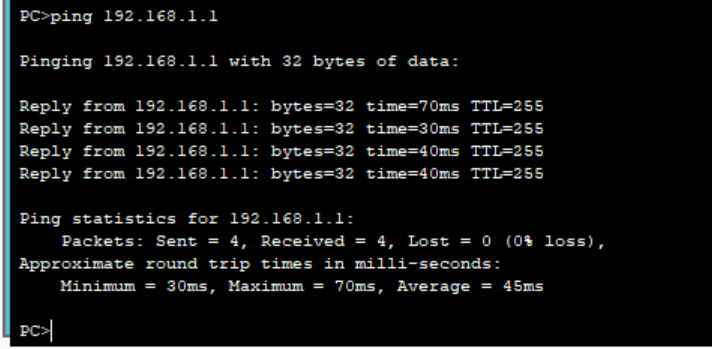 PC>ping 192.168.1.1
Pinging 192.168.1.1 with 32 bytes of data:
Reply from 192.168.1.1: bytes=32 time=70ms TTL=255
Reply from 192.168.1.1: bytes=32 time=30ms TTL=255
Reply from 192.168.1.1: bytes=32 time=40ms TTL=255
Reply from 192.168.1.1: bytes=32 time=40ms TTL=255
Ping statistics for 192.168.1.1:
Packets: Sent = 4, Received = 4, Lost = 0 (0% loss),
Approximate round trip times in milli-seconds:
Minimum = 30ms, Maximum = 70ms, Average = 45ms
PC>